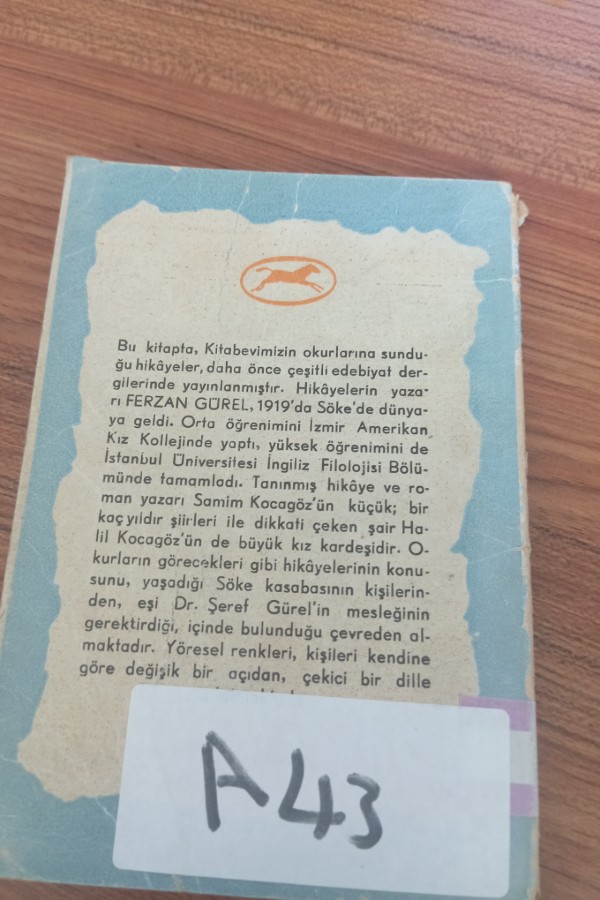 Bu kitapta, Kitabevimizin okurlarına sundu-
ğu hikâyeler, daha önce çeşitli edebiyat der-
gilerinde yayınlanmıştır. Hikâyelerin yaza-
rı FERZAN GÜREL, 1919'da Söke'de dünya-
ya geldi. Orta öğrenimini İzmir Amerikan
Kız Kollejinde yaptı, yüksek öğrenimini de
İstanbul Üniversitesi İngiliz Filolojisi Bölü-
münde tamamladı. Tanınmış hikâye ve ro-
man yazarı Samim Kocagöz'ün küçük; bir
kaç yıldır şiirleri ile dikkati çeken şair Ha-
lil Kocagöz'ün de büyük kız kardeşidir. O-
kurların görecekleri gibi hikâyelerinin konu-
sunu, yaşadığı Söke kasabasının kişilerin-
den, eşi Dr. Şeref Gürel'in mesleğinin
gerektirdiği, içinde bulunduğu çevreden al-
maktadır. Yöresel renkleri, kişileri kendine
göre değişik bir açıdan, çekici bir dille
A43